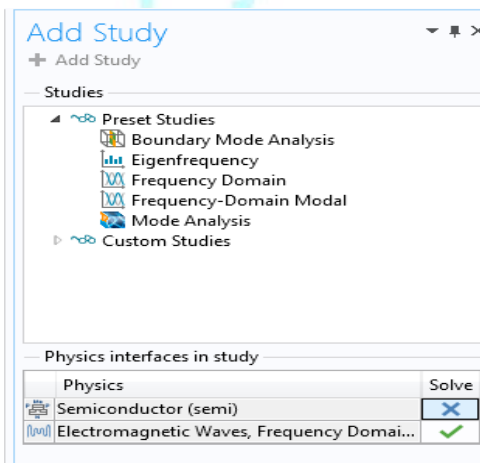 Add Study
Add Study
Studies
Preset Studies
Boundary Mode Analysis
Eigenfrequency
Frequency Domain
Frequency-Domain Modal
Mode Analysis
Custom Studies
Physics interfaces in study
Physics Solve
Semiconductor (semi)
Electromagnetic Waves, Frequency Domai...